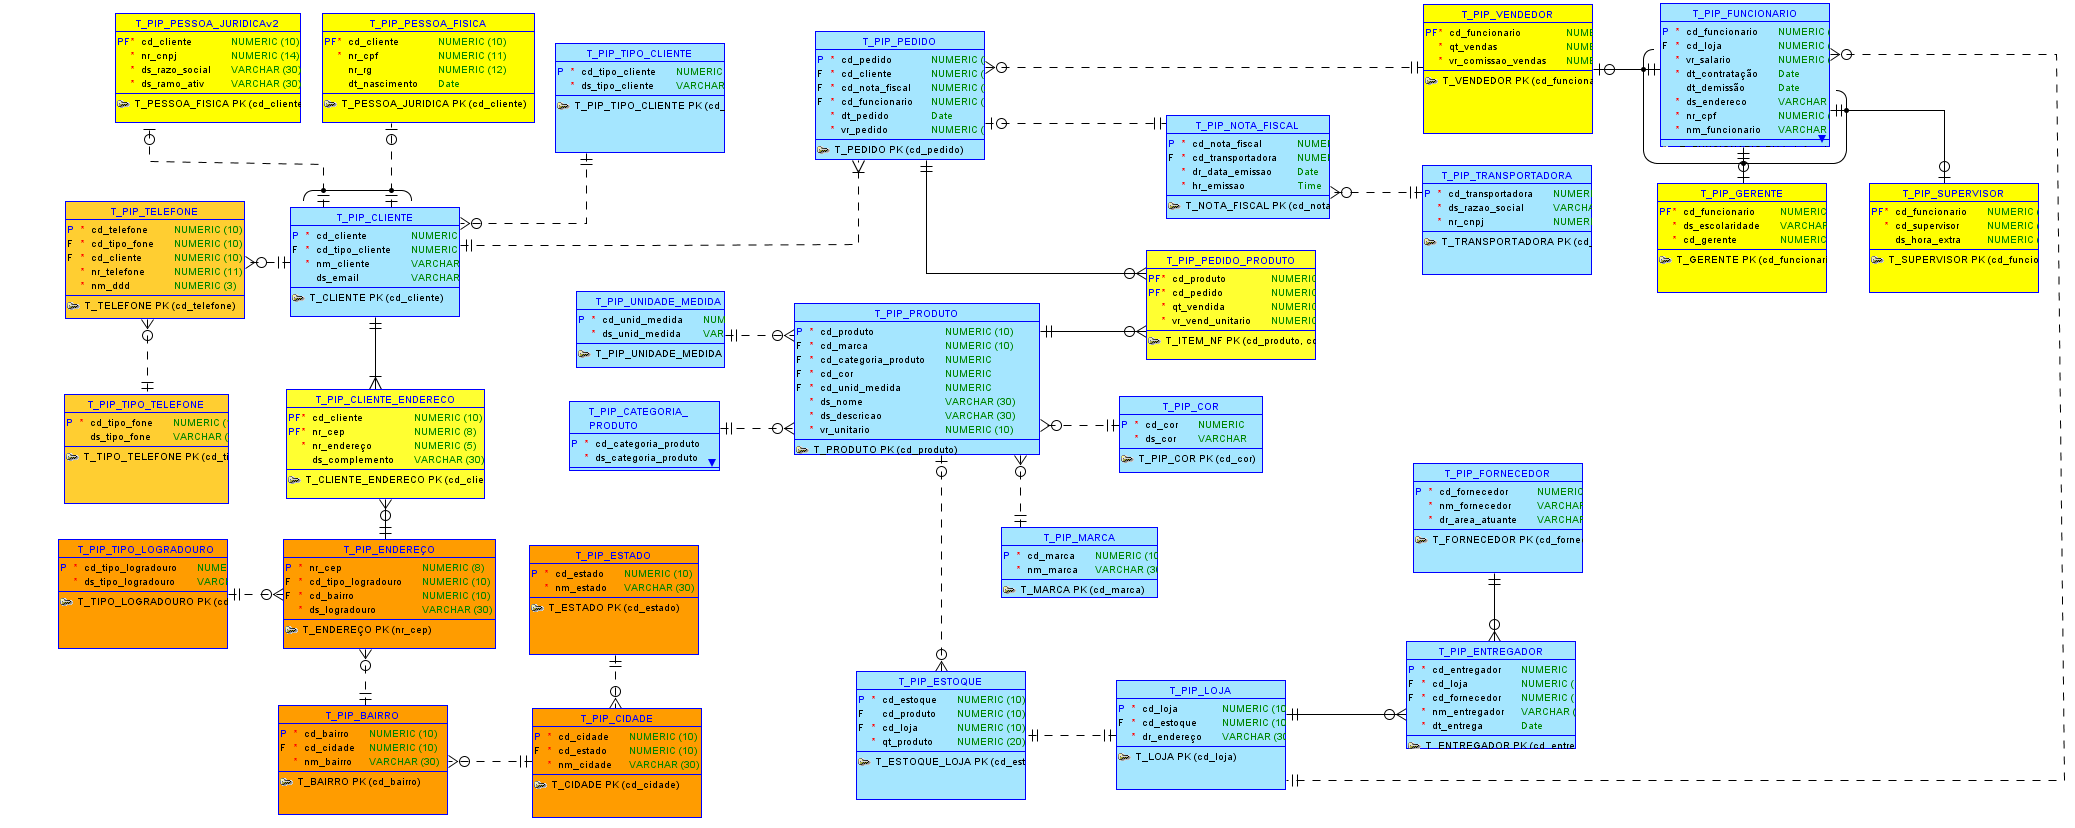 T_PIP_PESSOA_JURIDICAv2
PF* cd_cliente NUMERIC (10)
* nr_cnpj NUMERIC (14)
* ds_razo_social VARCHAR (30)
* ds_ramo_ativ VARCHAR (30)
T_PESSOA_FISICA PK (cd_cliente
T_PIP_PESSOA_FISICA
PF* cd_cliente NUMERIC (10)
* nr_cpf NUMERIC (11)
nr_rg NUMERIC (12)
dt_nascimento Date
T_PESSOA_JURIDICA PK (cd_cliente)
T_PIP_TIPO_CLIENTE
P * cd_tipo_cliente NUMERIC
* ds_tipo_cliente VARCHAR
T_PIP_TIPO_CLIENTE PK (cd_
T_PIP_PEDIDO
P * cd_pedido NUMERIC (
F * cd_cliente NUMERIC (
F * cd_nota_fiscal NUMERIC (
F * cd_funcionario NUMERIC (
* dt_pedido Date
* vr_pedido NUMERIC (
T_PEDIDO PK (cd_pedido)
T_PIP_VENDEDOR
PF* cd_funcionario NUME
* qt_vendas NUME
* vr_comissao_vendas NUME
T_VENDEDOR PK (cd_funciona
T_PIP_FUNCIONARIO
P * cd_funcionario NUMERIC (
F * cd_loja NUMERIC (
* vr_salario NUMERIC (
* dt_contratação Date
dt_demissão Date
* ds_endereco VARCHAR
* nr_cpf NUMERIC (
* nm_funcionario VARCHAR
T_PIP_NOTA_FISCAL
P * cd_nota_fiscal NUMEI
F * cd_transportadora NUMEI
* dr_data_emissao Date
* hr_emissao Time
T_NOTA_FISCAL PK (cd_nota
T_PIP_TRANSPORTADORA
P * cd_transportadora NUMER
* ds_razao_social VARCHA
* nr_cnpj NUMER
T_TRANSPORTADORA PK (cd_
T_PIP_GERENTE
PF* cd_funcionario NUMERIC
* ds_escolaridade VARCHAR
* cd_gerente NUMERIC
T_GERENTE PK (cd_funcionar
T_PIP_SUPERVISOR
PF* cd_funcionario NUMERIC (
* cd_supervisor NUMERIC (
ds_hora_extra NUMERIC (
T_SUPERVISOR PK (cd_funcio
T_PIP_TELEFONE
P * cd_telefone NUMERIC (10)
F * cd_tipo_fone NUMERIC (10)
F * cd_cliente NUMERIC (10)
* nr_telefone NUMERIC (11)
* nm_ddd NUMERIC (3)
T_TELEFONE PK (cd_telefone)
T_PIP_CLIENTE
P * cd_cliente NUMERIC
F * cd_tipo_cliente NUMERIC
* nm_cliente VARCHAR
ds_email VARCHAR
T_CLIENTE PK (cd_cliente)
T_PIP_PEDIDO_PRODUTO
PF* cd_produto NUMERIC
PF* cd_pedido NUMERIC
* qt_vendida NUMERIC
* vr_vend_unitario NUMERIC
T_ITEM_NF PK (cd_produto, cd
T_PIP_UNIDADE_MEDIDA
P * cd_unid_medida NUM
* ds_unid_medida VAR
T_PIP_UNIDADE_MEDIDA
T_PIP_PRODUTO
P * cd_produto NUMERIC (10)
F * cd_marca NUMERIC (10)
F * cd_categoria_produto NUMERIC
F * cd_cor NUMERIC
F * cd_unid_medida NUMERIC
* ds_nome VARCHAR (30)
* ds_descricao VARCHAR (30)
* vr_unitario NUMERIC (10)
T_PRODUTO PK (cd_produto)
T_PIP_CATEGORIA_
PRODUTO
P * cd_categoria_produto
* ds_categoria_produto
T_PIP_COR
P * cd_cor NUMERIC
* ds_cor VARCHAR
T_PIP_COR PK (cd_cor)
T_PIP_TIPO_TELEFONE
P * cd_tipo_fone NUMERIC (
ds_tipo_fone VARCHAR (
T_TIPO_TELEFONE PK (cd_ti
T_PIP_CLIENTE_ENDERECO
PF* cd_cliente NUMERIC (10)
PF* nr_cep NUMERIC (8)
* nr_endereço NUMERIC (5)
ds_complemento VARCHAR (30)
T_CLIENTE_ENDERECO PK (cd_clie
T_PIP_MARCA
P * cd_marca NUMERIC (10
* nm_marca VARCHAR (3
T_MARCA PK (cd_marca)
T_PIP_FORNECEDOR
P * cd_fornecedor NUMERIC
* nm_fornecedor VARCHAR
* dr_area_atuante VARCHAR
T_FORNECEDOR PK (cd_forne
T_PIP_TIPO_LOGRADOURO
P * cd_tipo_logradouro NUME
* ds_tipo_logradouro VARC
T_TIPO_LOGRADOURO PK (cd
T_PIP_ENDEREÇO
P * nr_cep NUMERIC (8)
F * cd_tipo_logradouro NUMERIC (10)
F * cd_bairro NUMERIC (10)
* ds_logradouro VARCHAR (30)
T_ENDEREÇO PK (nr_cep)
T_PIP_ESTADO
P * cd_estado NUMERIC (10)
* nm_estado VARCHAR (30)
T_ESTADO PK (cd_estado)
T_PIP_BAIRRO
P * cd_bairro NUMERIC (10)
F * cd_cidade NUMERIC (10)
* nm_bairro VARCHAR (30)
T_BAIRRO PK (cd_bairro)
T_PIP_CIDADE
P * cd_cidade NUMERIC (10)
F * cd_estado NUMERIC (10)
* nm_cidade VARCHAR (30)
T_CIDADE PK (cd_cidade)
T_PIP_ESTOQUE
P * cd_estoque NUMERIC (10)
F cd_produto NUMERIC (10)
F * cd_loja NUMERIC (10)
* qt_produto NUMERIC (20)
T_ESTOQUE_LOJA PK (cd_est
T_PIP_LOJA
P * cd_loja NUMERIC (10
F * cd_estoque NUMERIC (10
* dr_endereço VARCHAR (30
T_LOJA PK (cd_loja)
T_PIP_ENTREGADOR
P * cd_entregador NUMERIC
F * cd_loja NUMERIC (
F * cd_fornecedor NUMERIC (
* nm_entregador VARCHAR (
* dt_entrega Date
T_ENTREGADOR PK (cd_entre